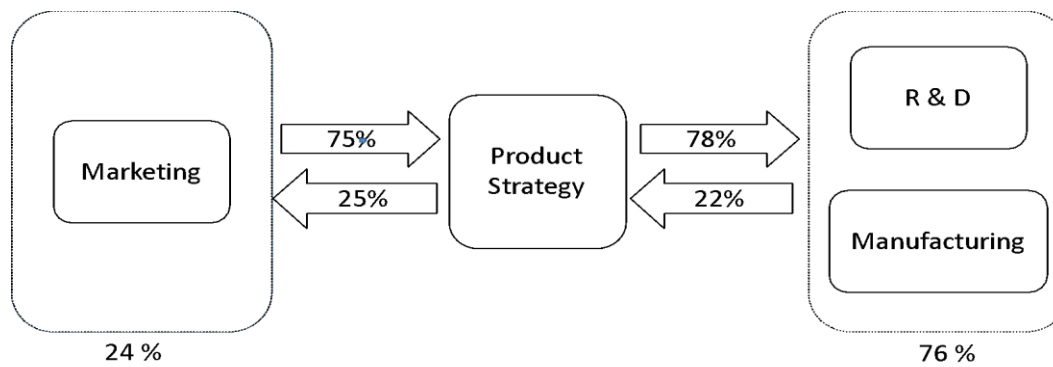 R & D
75%
78%
Marketing
Product
Strategy
25%
22%
Manufacturing
24 %
76 %